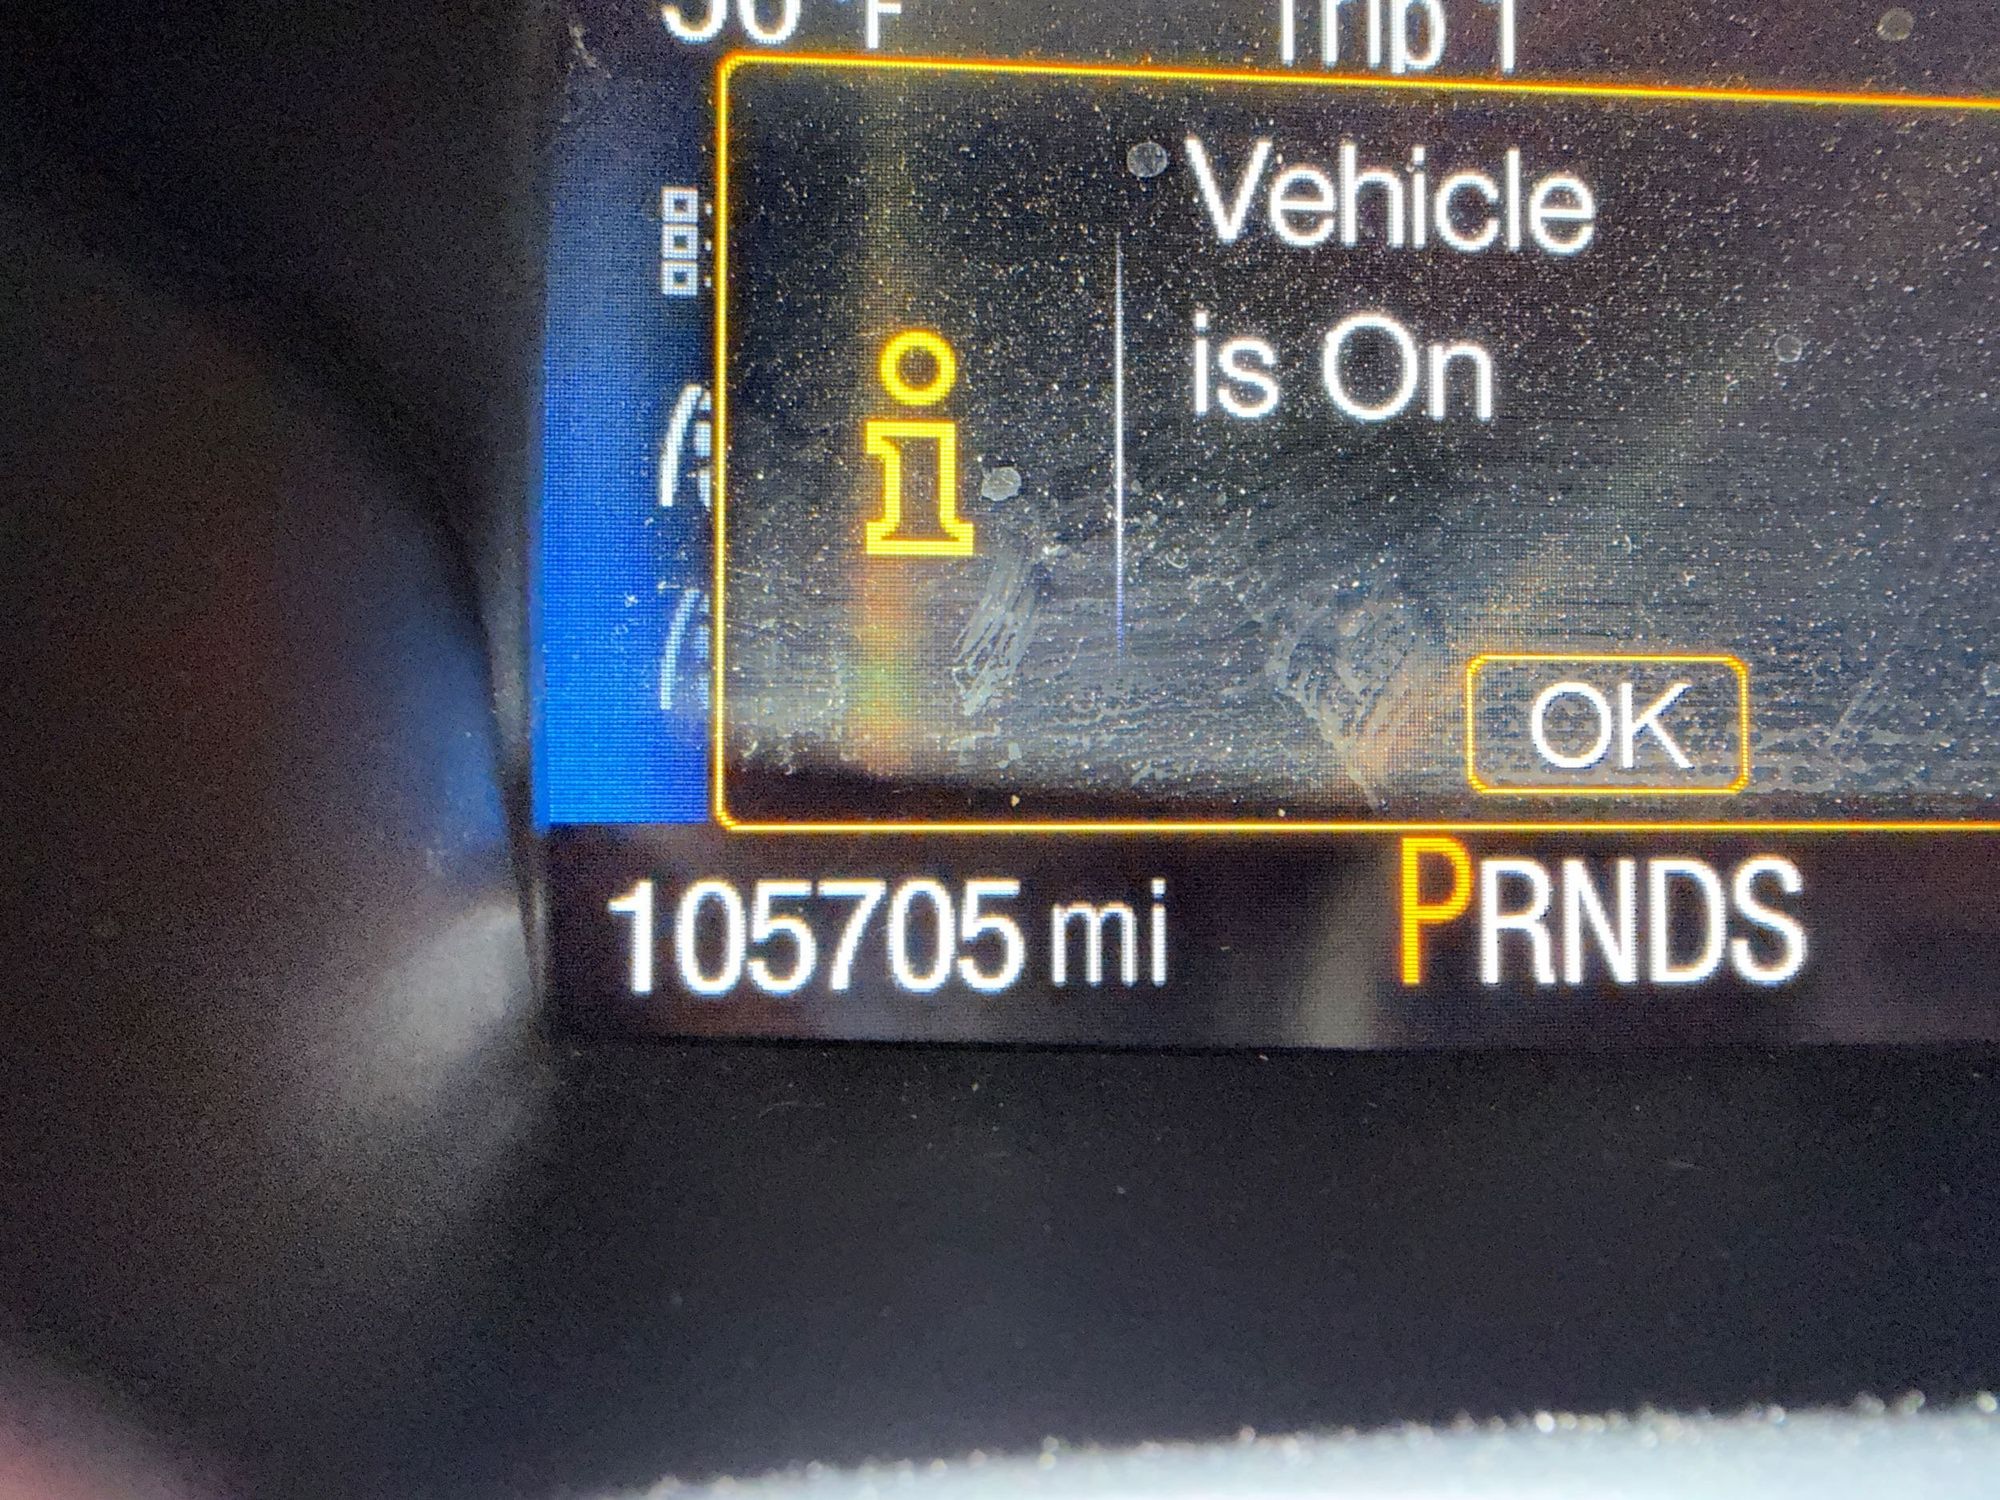 Trip 1
Vehicle
is On
OK
105705 mi
PRNDS